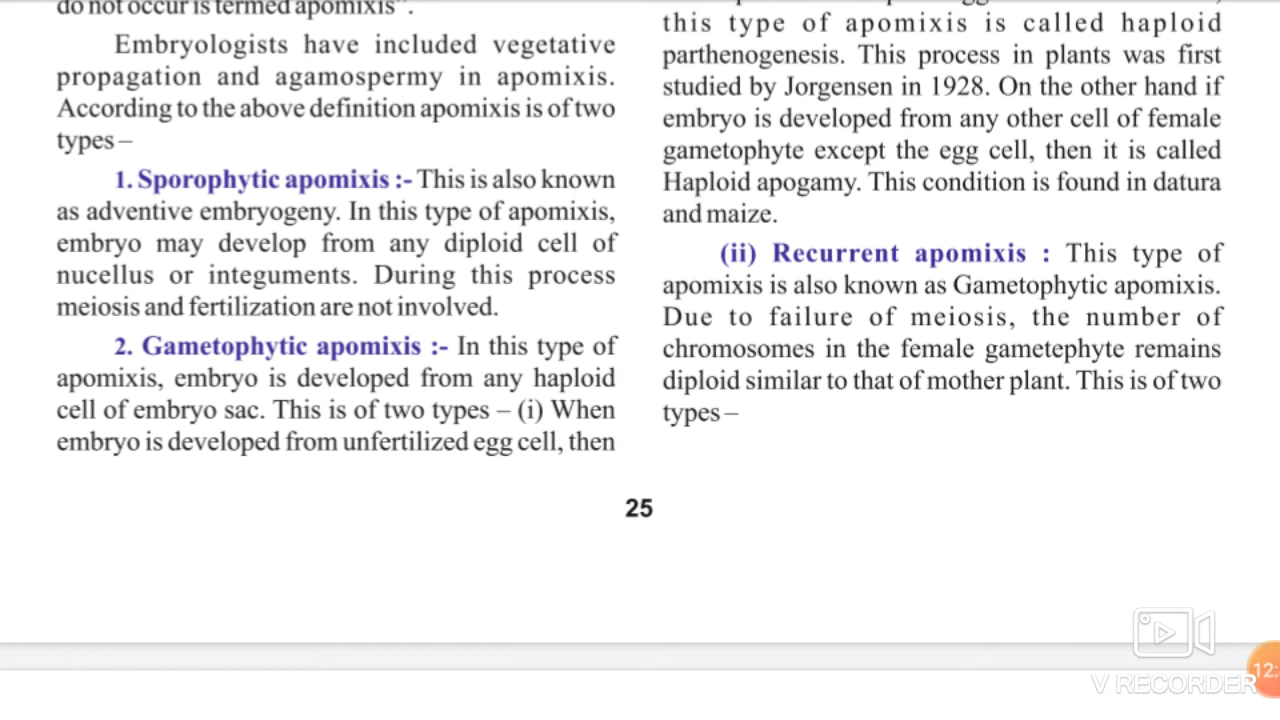 do not occur is termed apomixis".
Embryologists have included vegetative
propagation and agamospermy in apomixis.
According to the above definition apomixis is of two
types –
1. Sporophytic apomixis :- This is also known
as adventive embryogeny. In this type of apomixis,
embryo may develop from any diploid cell of
nucellus or integuments. During this process
meiosis and fertilization are not involved.
2. Gametophytic apomixis :- In this type of
apomixis, embryo is developed from any haploid
cell of embryo sac. This is of two types – (i) When
embryo is developed from unfertilized egg cell, then
this type of apomixis is called haploid
parthenogenesis. This process in plants was first
studied by Jorgensen in 1928. On the other hand if
embryo is developed from any other cell of female
gametophyte except the egg cell, then it is called
Haploid apogamy. This condition is found in datura
and maize.
(ii) Recurrent apomixis : This type of
apomixis is also known as Gametophytic apomixis.
Due to failure of meiosis, the number of
chromosomes in the female gametephyte remains
diploid similar to that of mother plant. This is of two
types –
25
V RECORDER
12: